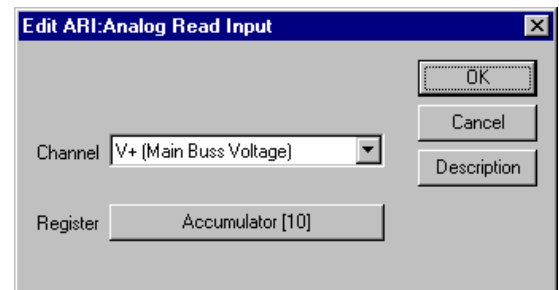 Edit ARI:Analog Read Input
OK
Cancel
Channel V+ (Main Buss Voltage)
Description
Register Accumulator [10]